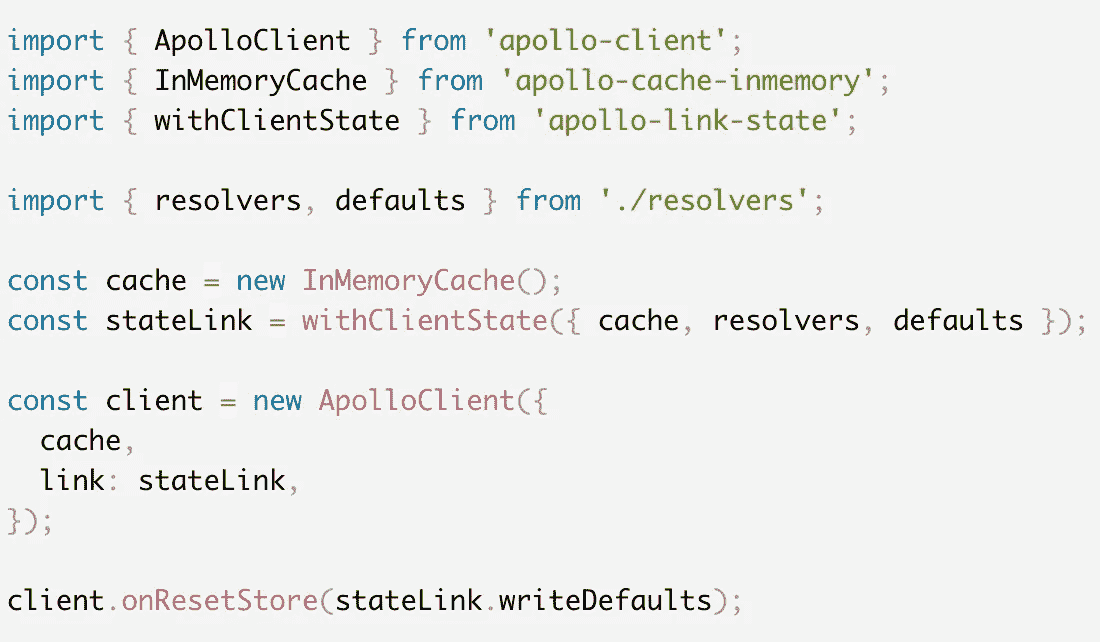 import { ApolloClient } from 'apollo-client';
import { InMemoryCache } from 'apollo-cache-inmemory';
import { withClientState } from 'apollo-link-state';
import { resolvers, defaults } from './resolvers';
const cache = new InMemoryCache();
const stateLink = withClientState({ cache, resolvers, defaults });
const client = new ApolloClient({
  cache,
  link: stateLink,
});
client.onResetStore(stateLink.writeDefaults);